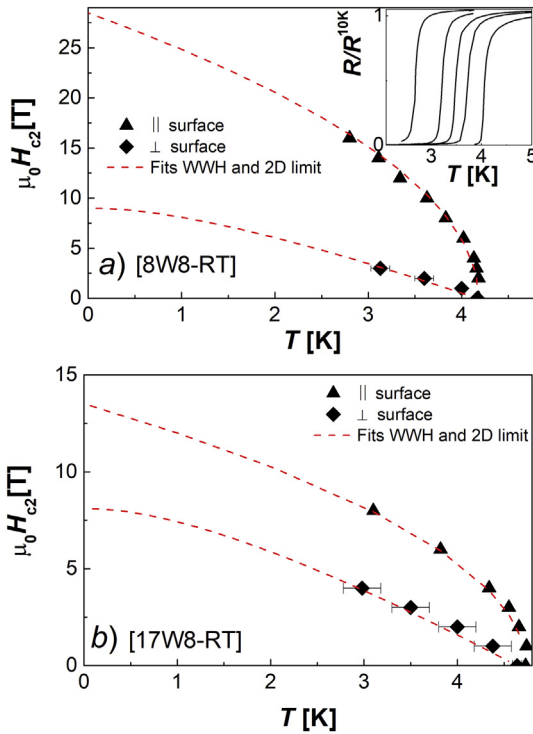 25
20
15
10
5
0
μ₀H_c2[T]
|| surface
⊥ surface
Fits WWH and 2D limit
a) [8W8-RT]
0 1 2 3 4
T [K]
R/R^10K
1
0
3 4 5
T [K]
15
10
5
0
μ₀H_c2[T]
|| surface
⊥ surface
Fits WWH and 2D limit
b) [17W8-RT]
0 1 2 3 4
T [K]